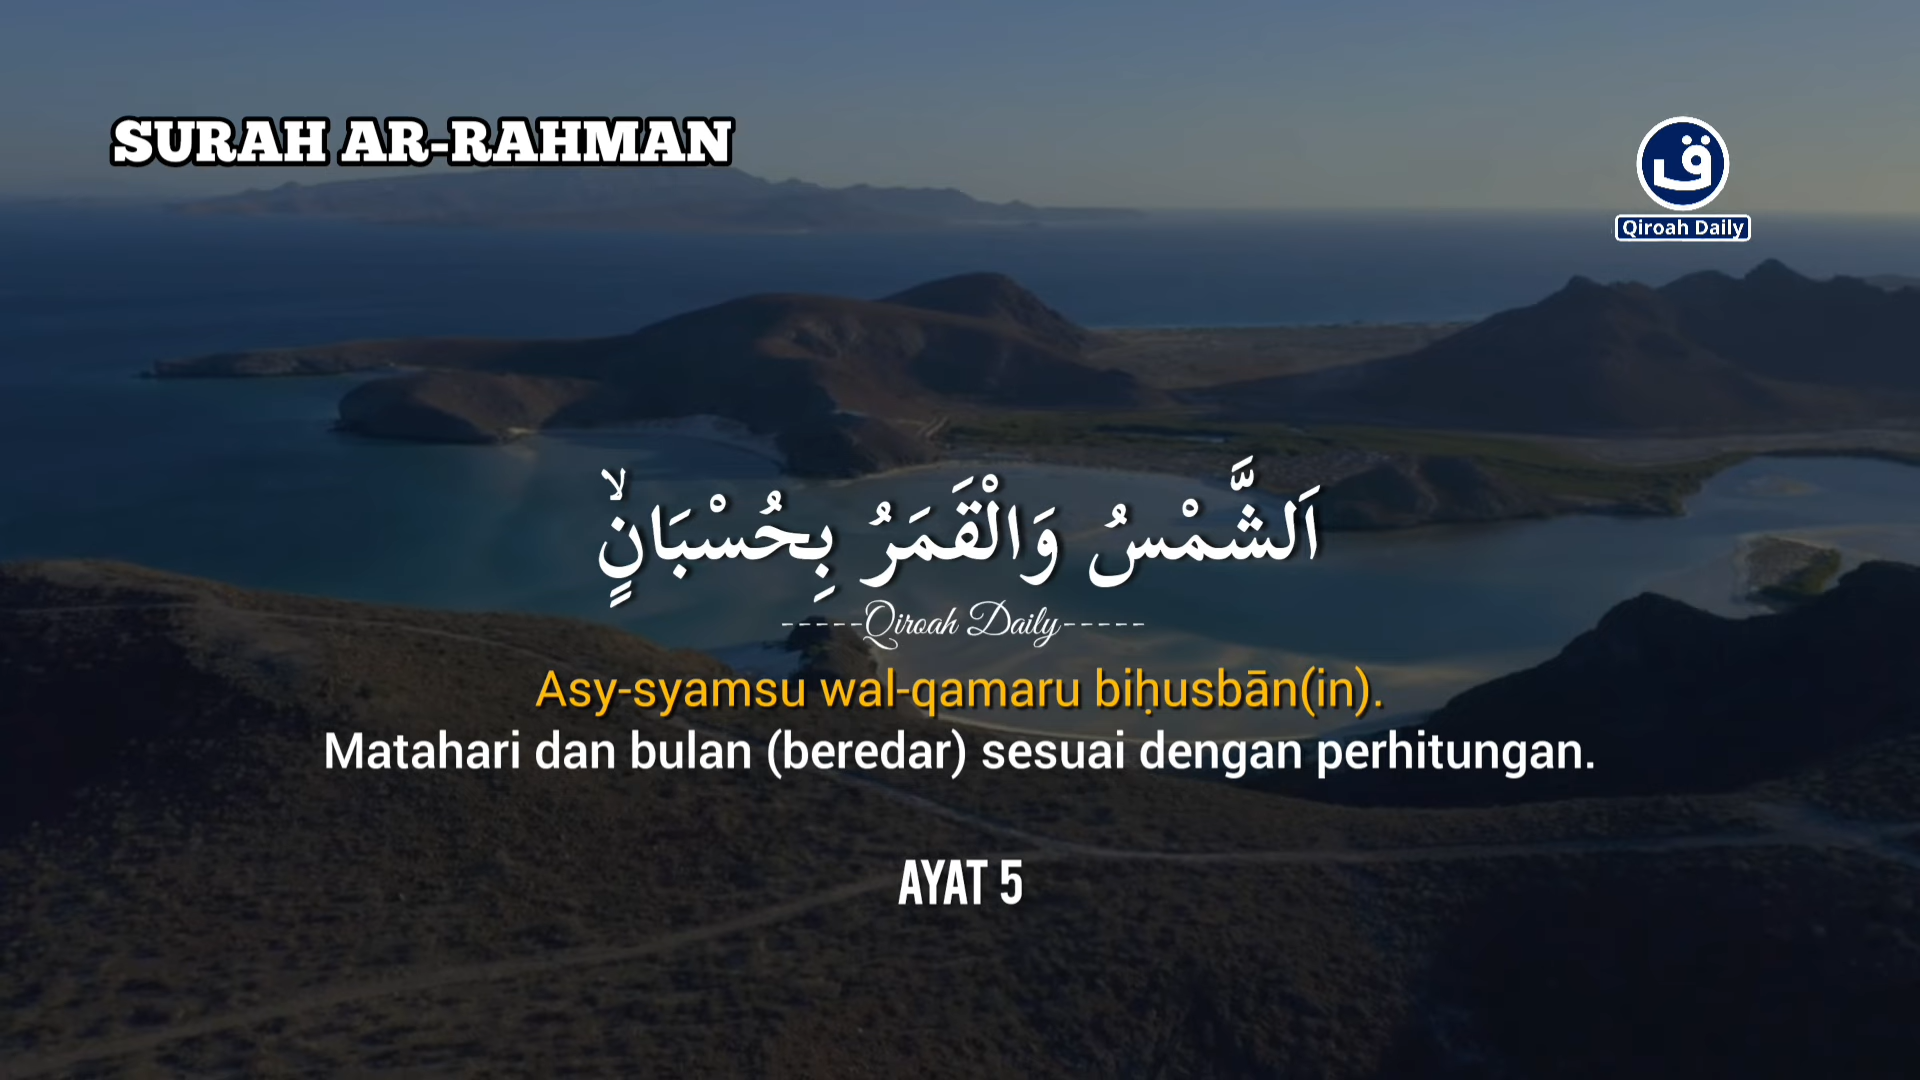 SURAH AR-RAHMAN
ق
Qiroah Daily
اَلشَّمْسُ وَالْقَمَرُ بِحُسْبَانٍۙ
-----Qiroah Daily-----
Asy-syamsu wal-qamaru biḥusbān(in).
Matahari dan bulan (beredar) sesuai dengan perhitungan.
AYAT 5